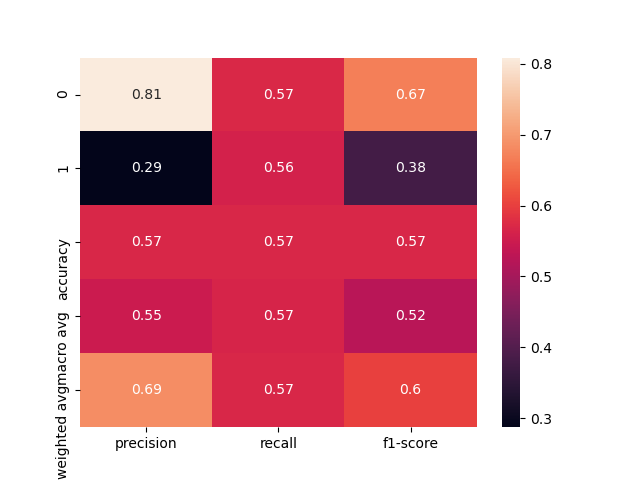 0 0.81 0.57 0.67
1 0.29 0.56 0.38
accuracy 0.57 0.57 0.57
macro avg 0.55 0.57 0.52
weighted avg 0.69 0.57 0.6
precision recall f1-score
0.8
0.7
0.6
0.5
0.4
0.3